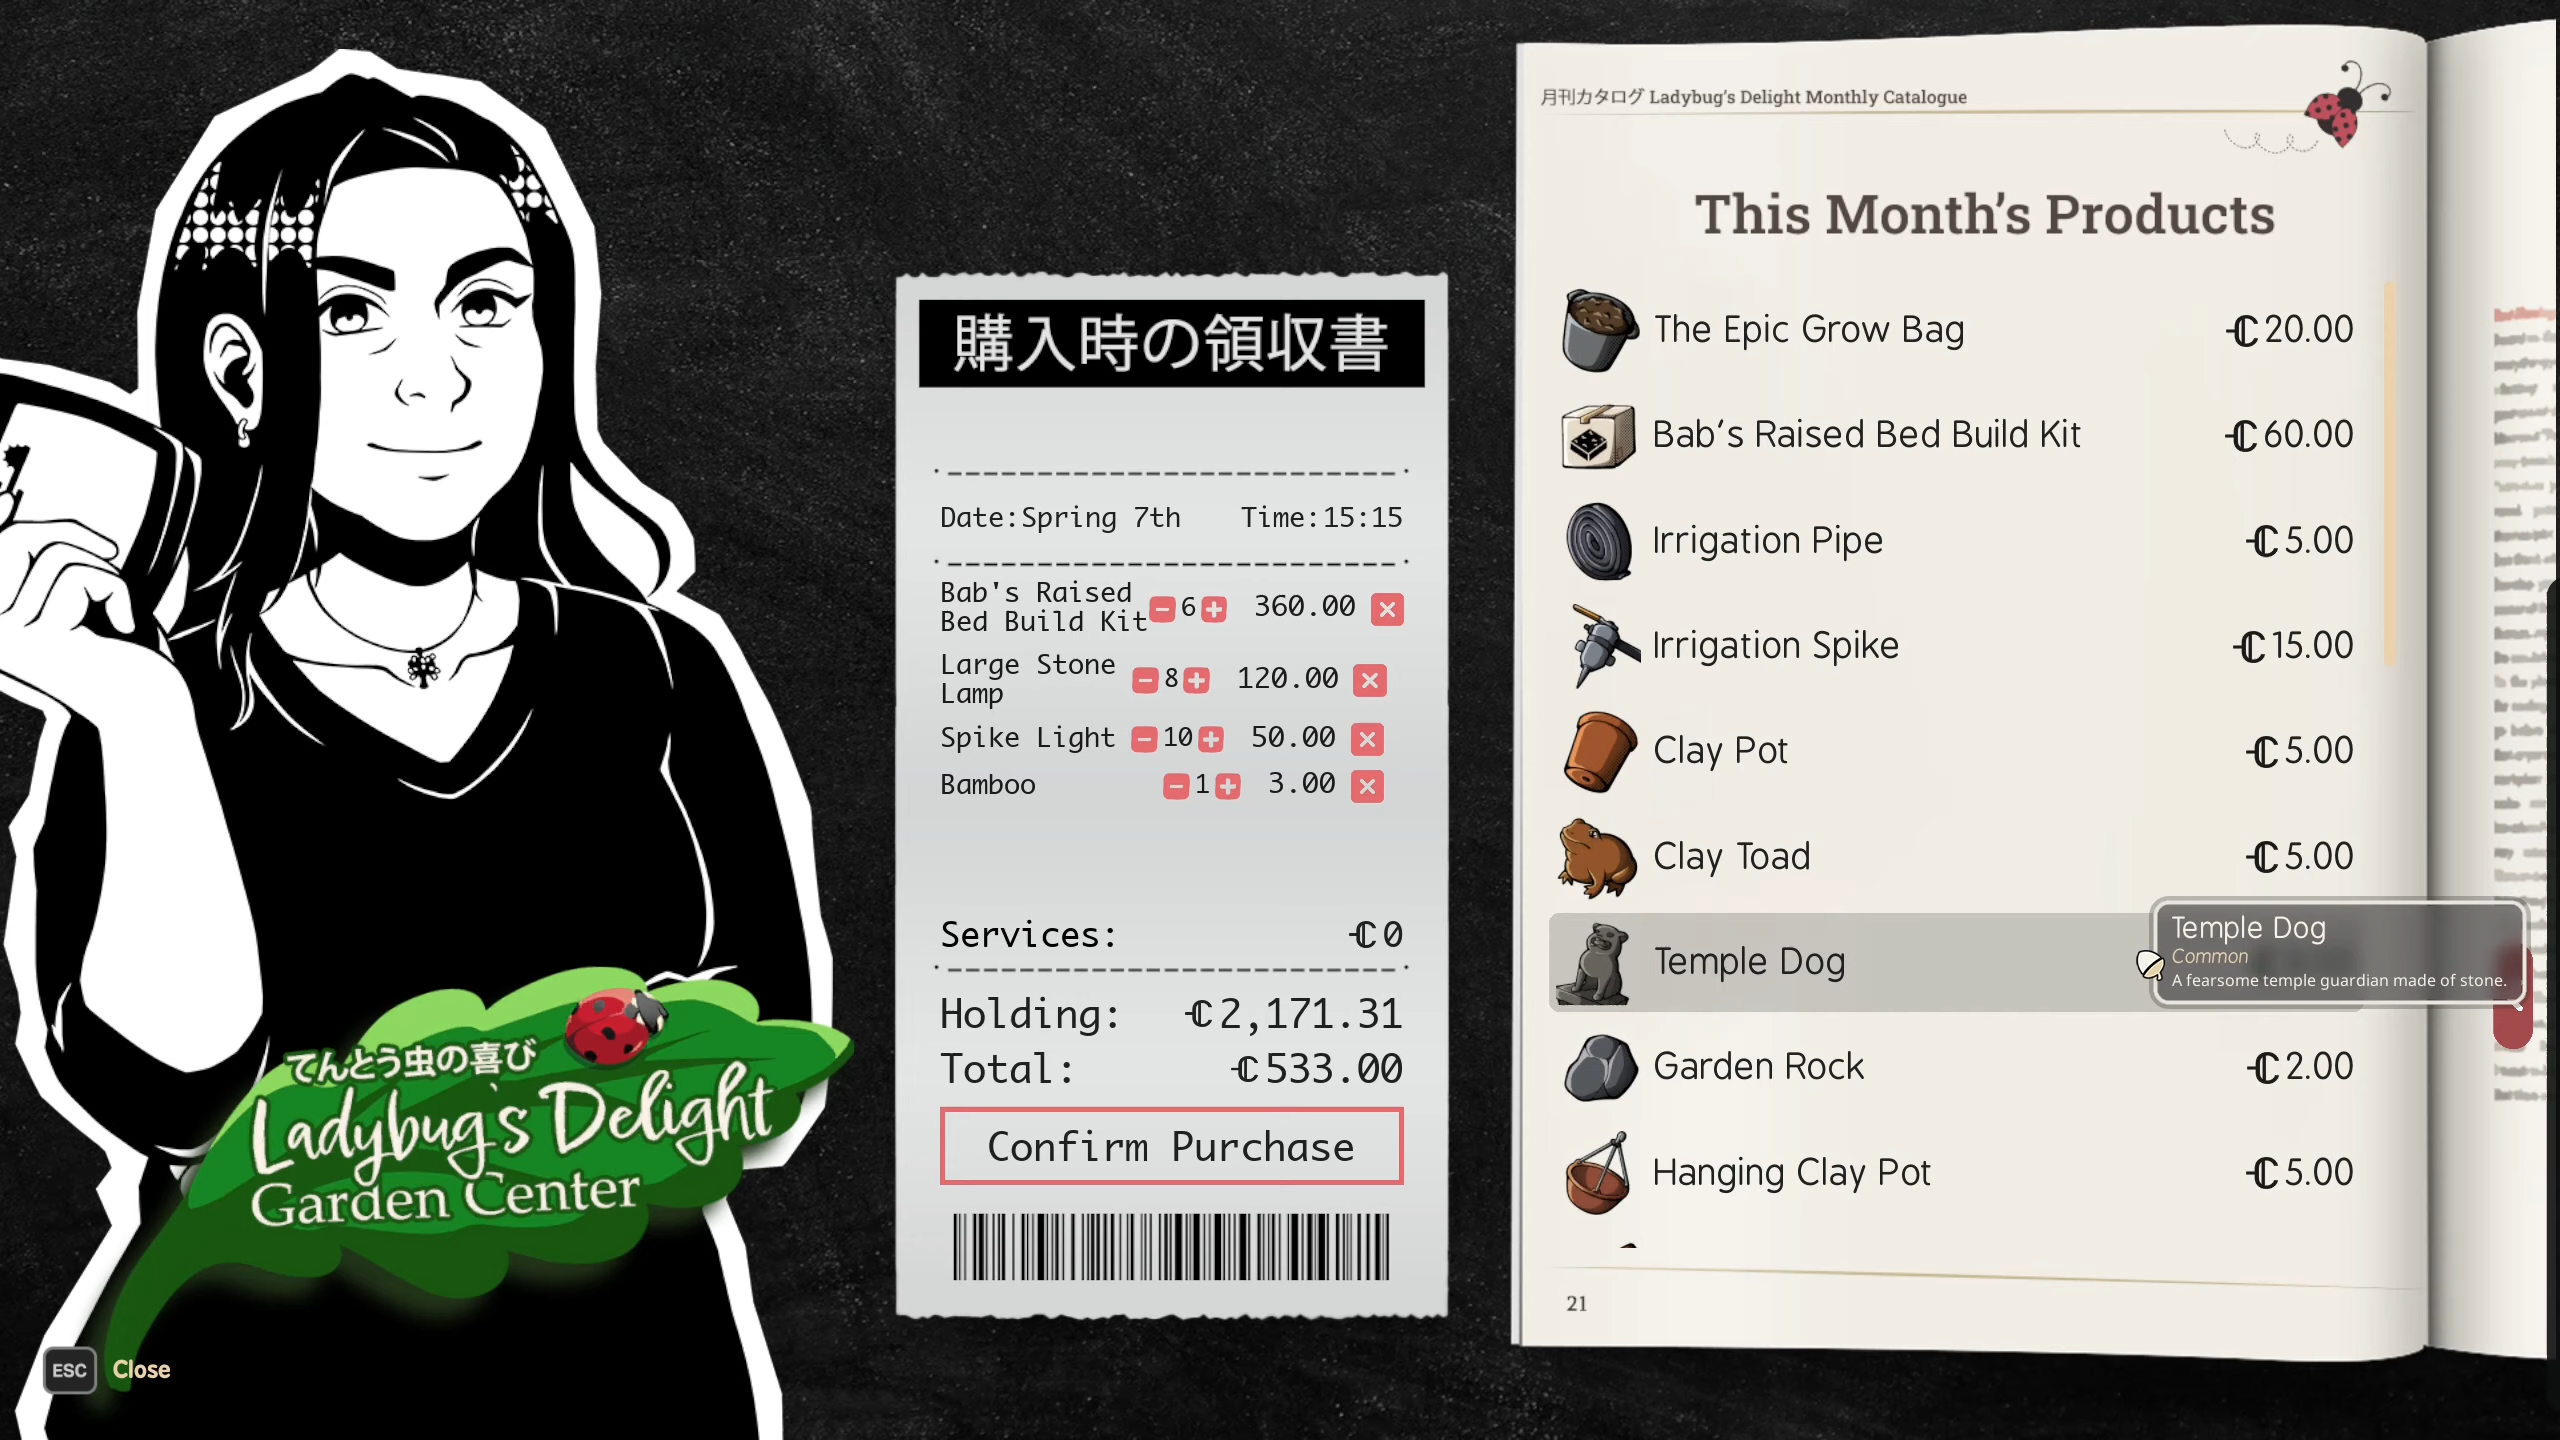 購入時の領収書
Date:Spring 7th Time:15:15
Bab's Raised
Bed Build Kit 6 360.00
Large Stone
Lamp 8 120.00
Spike Light 10 50.00
Bamboo 1 3.00
Services: ₵0
Holding: ₵2,171.31
Total: ₵533.00
Confirm Purchase
てんとう虫の喜び
Ladybug's Delight
Garden Center
ESC Close
月刊カタログ Ladybug's Delight Monthly Catalogue
This Month's Products
The Epic Grow Bag ₵20.00
Bab's Raised Bed Build Kit ₵60.00
Irrigation Pipe ₵5.00
Irrigation Spike ₵15.00
Clay Pot ₵5.00
Clay Toad ₵5.00
Temple Dog
Temple Dog
Common
A fearsome temple guardian made of stone.
Garden Rock ₵2.00
Hanging Clay Pot ₵5.00
21